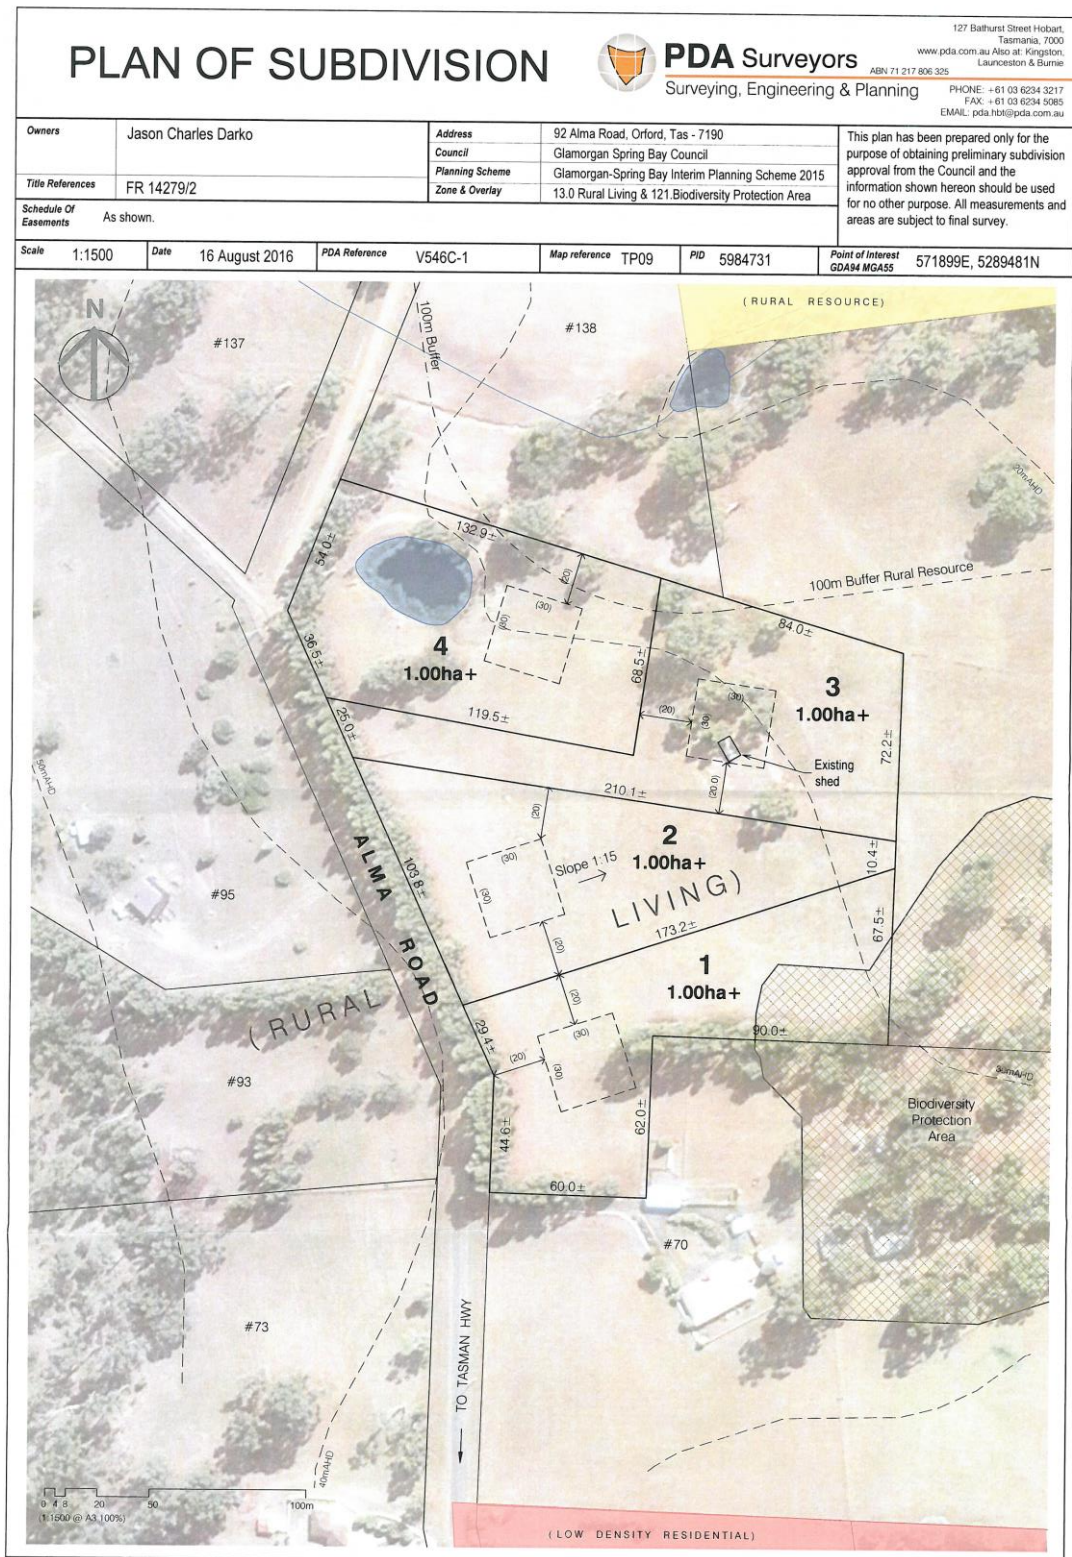 PLAN OF SUBDIVISION
PDA Surveyors
ABN 71 217 806 325
Surveying, Engineering & Planning
127 Bathurst Street Hobart,
Tasmania, 7000
www.pda.com.au Also at: Kingston,
Launceston & Burnie
PHONE: +61 03 6234 3217
FAX: +61 03 6234 5085
EMAIL: pda.hbt@pda.com.au
Owners Jason Charles Darko
Title References FR 14279/2
Address 92 Alma Road, Orford, Tas - 7190
Council Glamorgan Spring Bay Council
Planning Scheme Glamorgan-Spring Bay Interim Planning Scheme 2015
Zone & Overlay 13.0 Rural Living & 121.Biodiversity Protection Area
This plan has been prepared only for the
purpose of obtaining preliminary subdivision
approval from the Council and the
information shown hereon should be used
for no other purpose. All measurements and
areas are subject to final survey.
Schedule Of
Easements As shown.
Scale 1:1500 Date 16 August 2016 PDA Reference V546C-1 Map reference TP09 PID 5984731 Point of Interest
GDA94 MGA55 571899E, 5289481N
N
#137
100m Buffer
#138
(RURAL RESOURCE)
20mAHD
132.9±
54.0±
(20)
100m Buffer Rural Resource
(30)
(30)
84.0±
36.5±
4
1.00ha+
68.5±
3
1.00ha+
(30)
(20)
(30)
119.5±
25.0±
72.2±
Existing
shed
50mAHD
210.1±
(20.0)
(20)
2
1.00ha+
ALMA
ROAD
103.8±
(30)
Slope 1:15
10.4±
(30)
#95
LIVING)
67.5±
173.2±
(20)
1
1.00ha+
(RURAL
(20)
29.4±
(30)
90.0±
(20)
(30)
30mAHD
#93
Biodiversity
Protection
Area
44.6±
62.0±
60.0±
#70
#73
TO TASMAN HWY
40mAHD
0 4 8 20 50 100m
(1:1500 @ A3 100%)
(LOW DENSITY RESIDENTIAL)